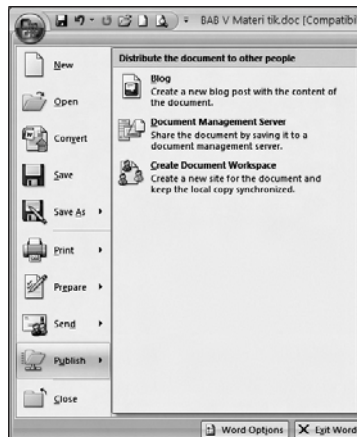 BAB V Materi tik.doc [Compatibi
New
Open
Convert
Save
Save As
Print
Prepare
Send
Publish
Close
Distribute the document to other people
Blog
Create a new blog post with the content of
the document.
Document Management Server
Share the document by saving it to a
document management server.
Create Document Workspace
Create a new site for the document and
keep the local copy synchronized.
Word Options
Exit Word